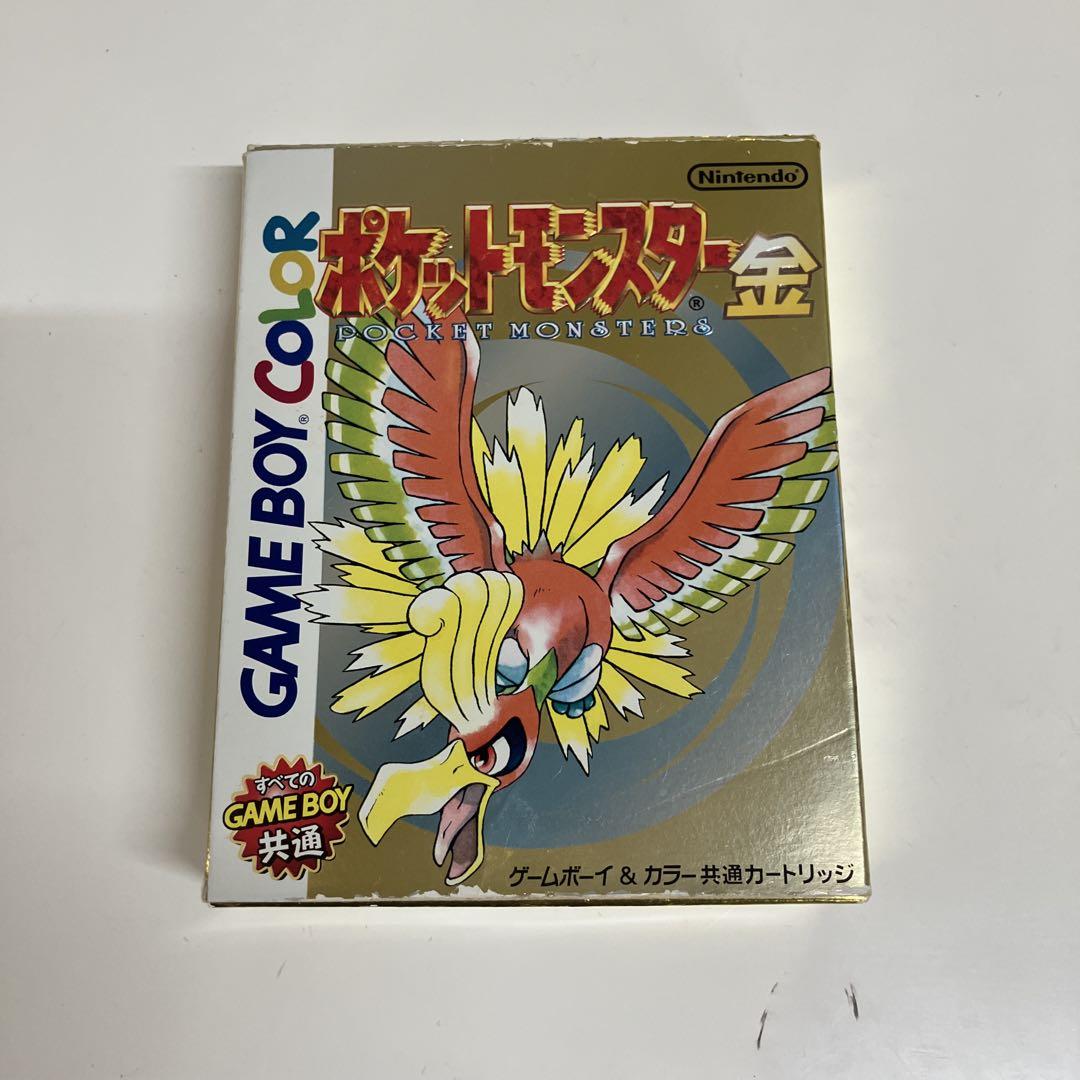 Nintendo®
ポケットモンスター®金
POCKET MONSTERS
GAME BOY® COLOR
すべての
GAME BOY
共通
ゲームボーイ & カラー共通カートリッジ